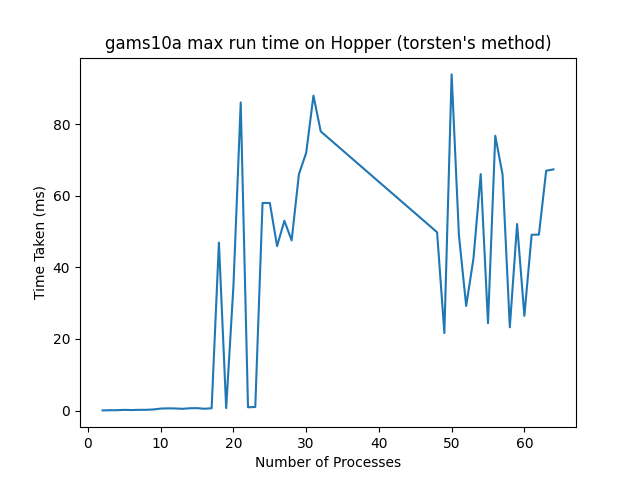 gams10a max run time on Hopper (torsten's method)
80
60
40
20
0
Time Taken (ms)
0 10 20 30 40 50 60
Number of Processes